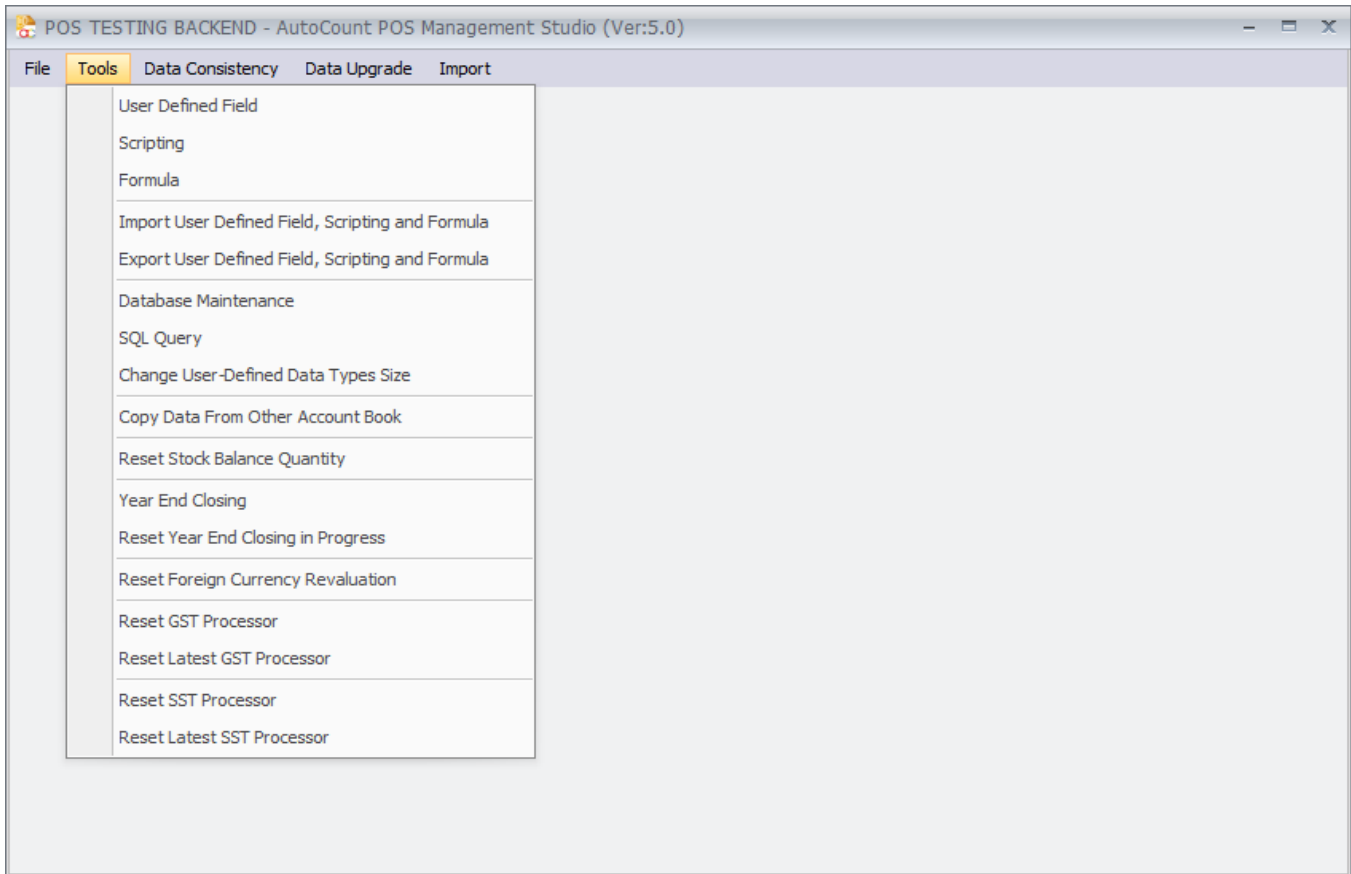 POS TESTING BACKEND - AutoCount POS Management Studio (Ver:5.0)
File Tools Data Consistency Data Upgrade Import
User Defined Field
Scripting
Formula
Import User Defined Field, Scripting and Formula
Export User Defined Field, Scripting and Formula
Database Maintenance
SQL Query
Change User-Defined Data Types Size
Copy Data From Other Account Book
Reset Stock Balance Quantity
Year End Closing
Reset Year End Closing in Progress
Reset Foreign Currency Revaluation
Reset GST Processor
Reset Latest GST Processor
Reset SST Processor
Reset Latest SST Processor